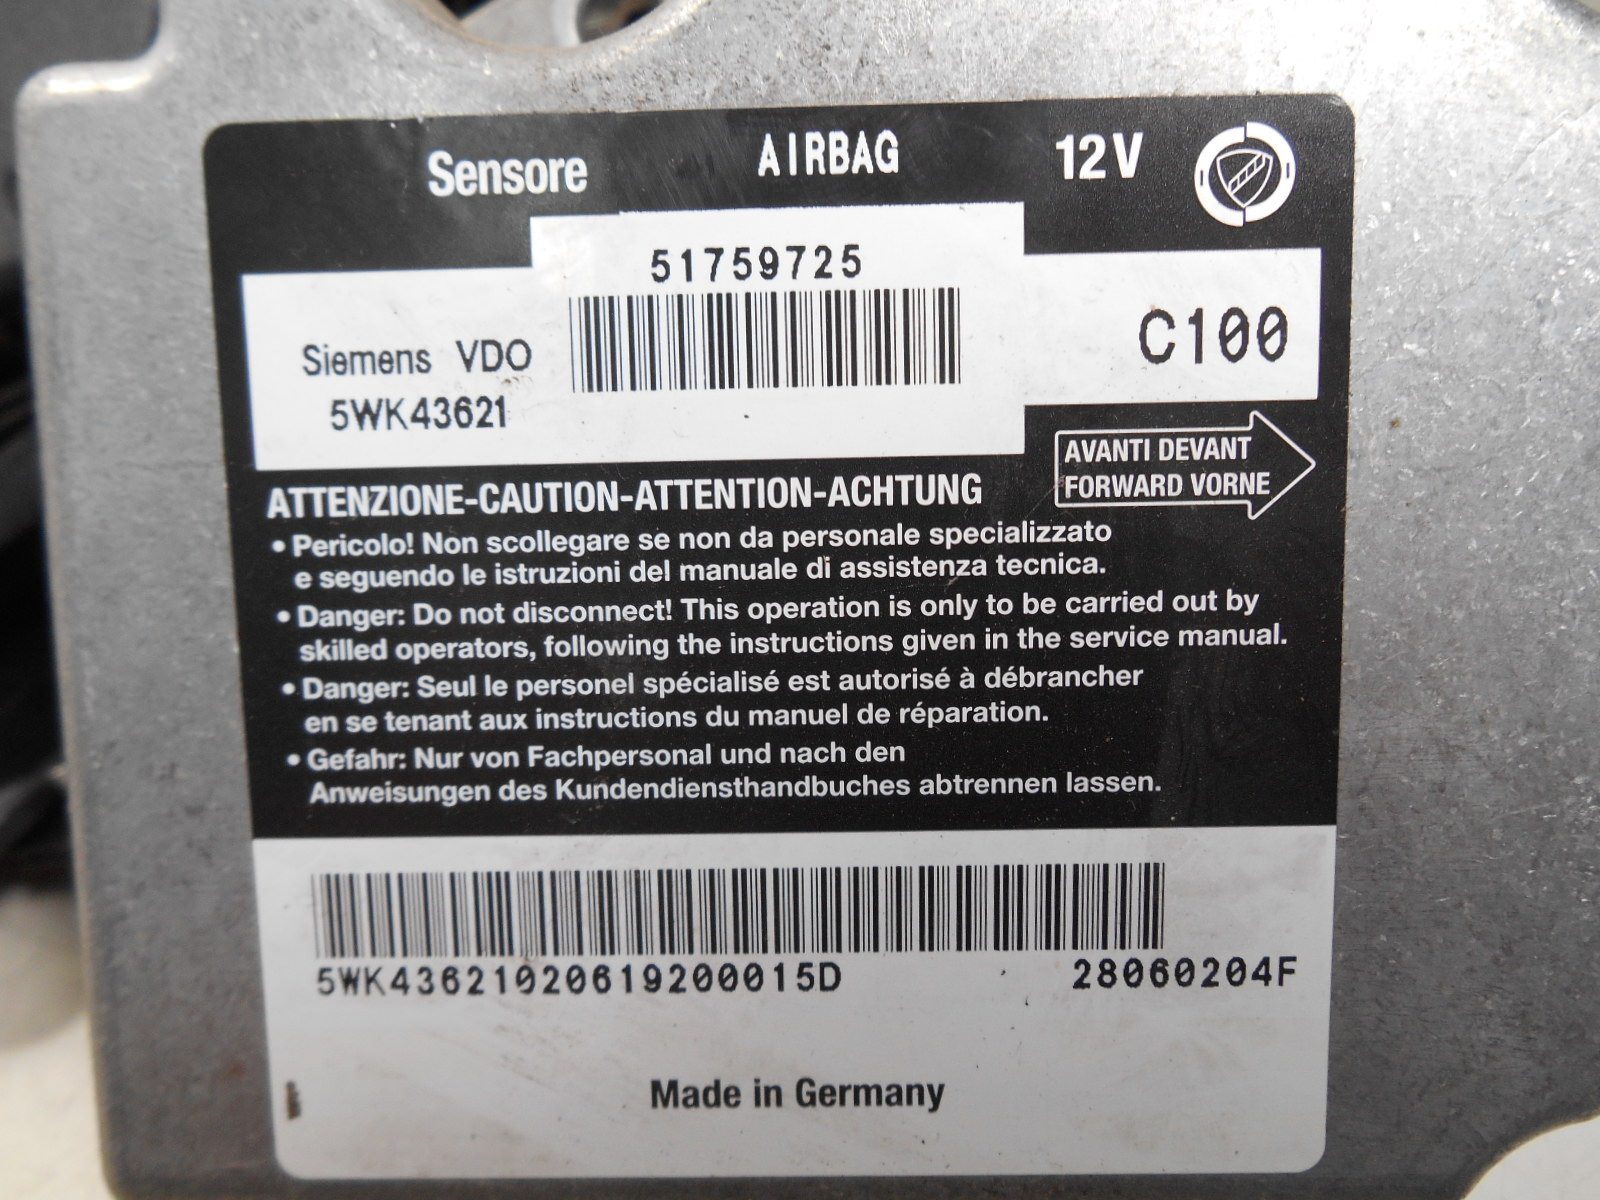 Sensore AIRBAG 12V
51759725
Siemens VDO
5WK43621
C100
AVANTI DEVANT
FORWARD VORNE
ATTENZIONE-CAUTION-ATTENTION-ACHTUNG
• Pericolo! Non scollegare se non da personale specializzato
e seguendo le istruzioni del manuale di assistenza tecnica.
• Danger: Do not disconnect! This operation is only to be carried out by
skilled operators, following the instructions given in the service manual.
• Danger: Seul le personel spécialisé est autorisé à débrancher
en se tenant aux instructions du manuel de réparation.
• Gefahr: Nur von Fachpersonal und nach den
Anweisungen des Kundendiensthandbuches abtrennen lassen.
5WK43621020619200015D 28060204F
Made in Germany